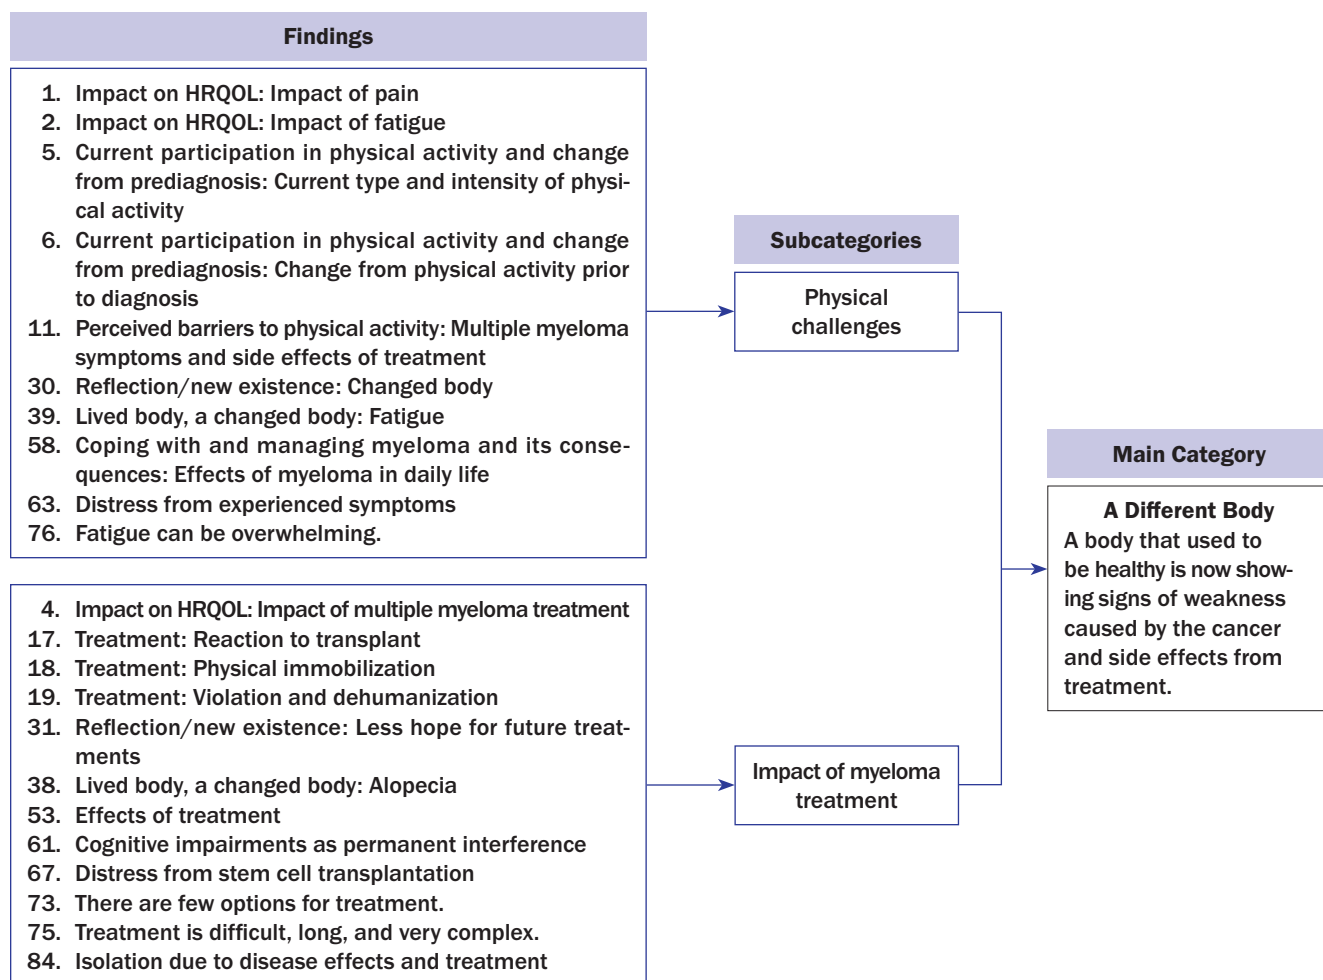 Findings
1. Impact on HRQOL: Impact of pain
2. Impact on HRQOL: Impact of fatigue
5. Current participation in physical activity and change
from prediagnosis: Current type and intensity of physi-
cal activity
6. Current participation in physical activity and change
from prediagnosis: Change from physical activity prior
to diagnosis
11. Perceived barriers to physical activity: Multiple myeloma
symptoms and side effects of treatment
30. Reflection/new existence: Changed body
39. Lived body, a changed body: Fatigue
58. Coping with and managing myeloma and its conse-
quences: Effects of myeloma in daily life
63. Distress from experienced symptoms
76. Fatigue can be overwhelming.
4. Impact on HRQOL: Impact of multiple myeloma treatment
17. Treatment: Reaction to transplant
18. Treatment: Physical immobilization
19. Treatment: Violation and dehumanization
31. Reflection/new existence: Less hope for future treat-
ments
38. Lived body, a changed body: Alopecia
53. Effects of treatment
61. Cognitive impairments as permanent interference
67. Distress from stem cell transplantation
73. There are few options for treatment.
75. Treatment is difficult, long, and very complex.
84. Isolation due to disease effects and treatment
Subcategories
Physical
challenges
Impact of myeloma
treatment
Main Category
A Different Body
A body that used to
be healthy is now show-
ing signs of weakness
caused by the cancer
and side effects from
treatment.